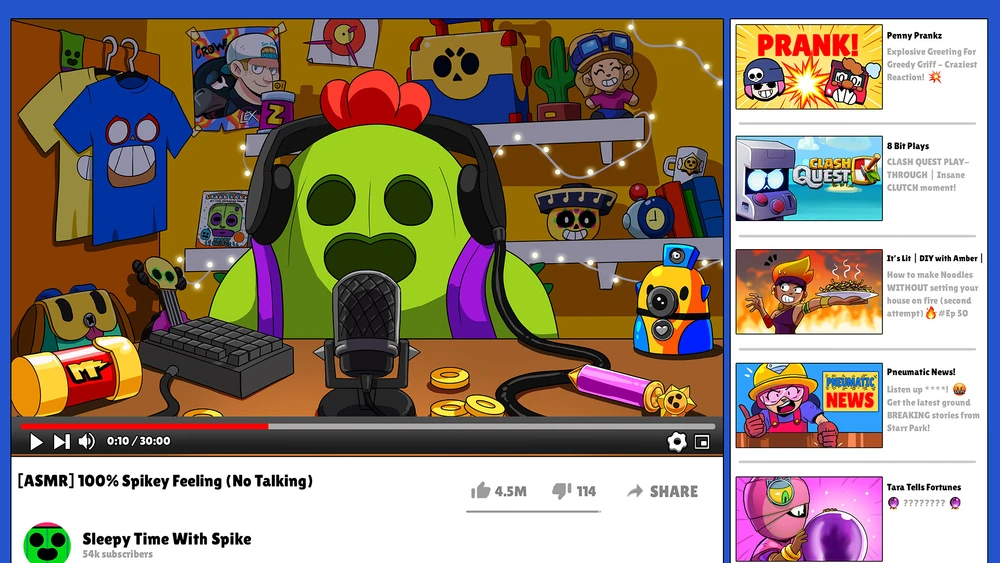 CROW
LEX
Z
MT
0:10 / 30:00
[ASMR] 100% Spikey Feeling (No Talking)
4.5M
114
SHARE
Sleepy Time With Spike
54k subscribers
PRANK!
Penny Prankz
Explosive Greeting For
Greedy Griff - Craziest
Reaction! 💥
CLASH
QUEST
8 Bit Plays
CLASH QUEST PLAY-
THROUGH | Insane
CLUTCH moment!
It's Lit | DIY with Amber |
How to make Noodles
WITHOUT setting your
house on fire (second
attempt) 🔥 #Ep 50
PNEUMATIC
NEWS
Pneumatic News!
Listen up ****! 🤬
Get the latest ground
BREAKING stories from
Starr Park!
Tara Tells Fortunes
🔮 ???????? 🔮